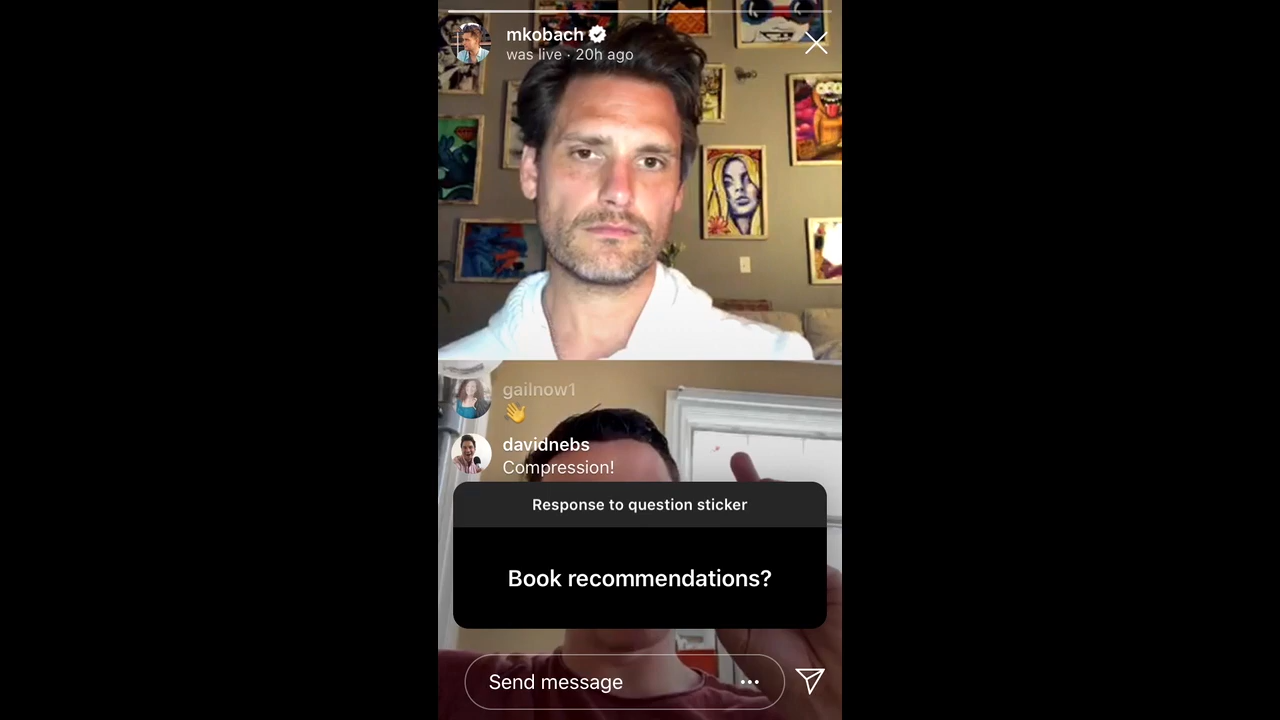 mkobach
was live · 20h ago
gailnow1
👋
davidnebs
Compression!
Response to question sticker
Book recommendations?
Send message